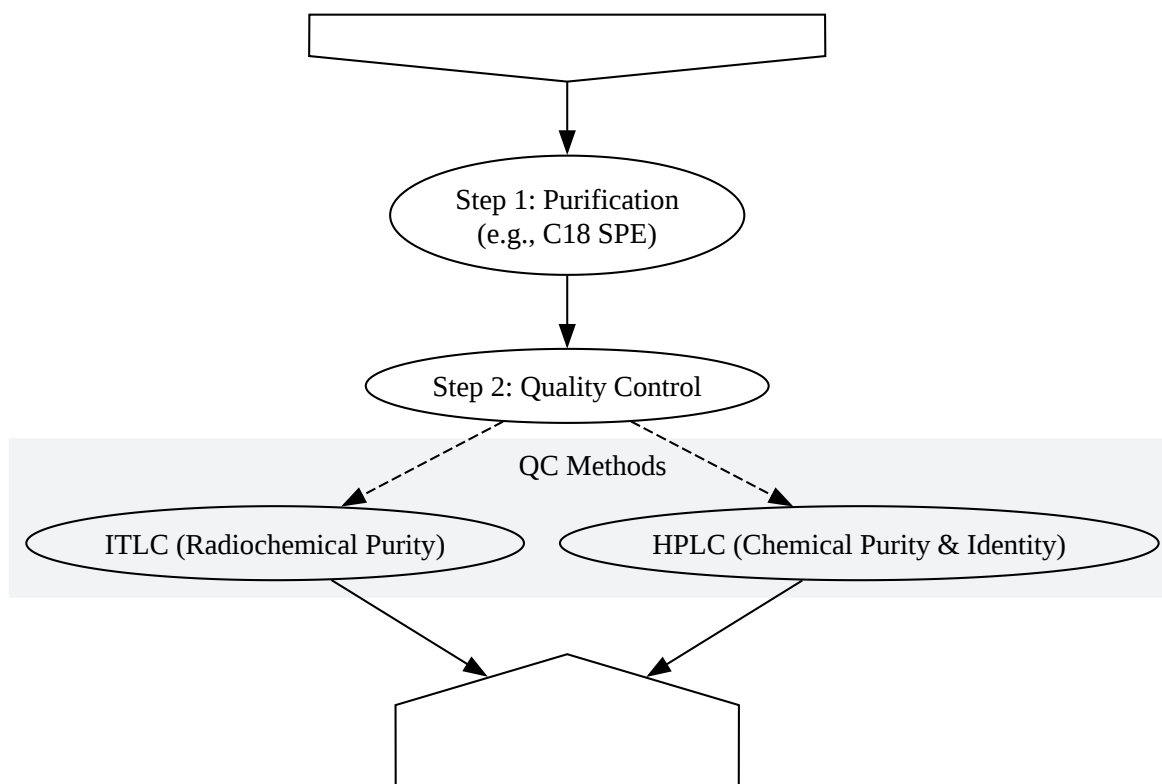 Step 1: Purification
(e.g., C18 SPE)
Step 2: Quality Control
QC Methods
ITLC (Radiochemical Purity)
HPLC (Chemical Purity & Identity)